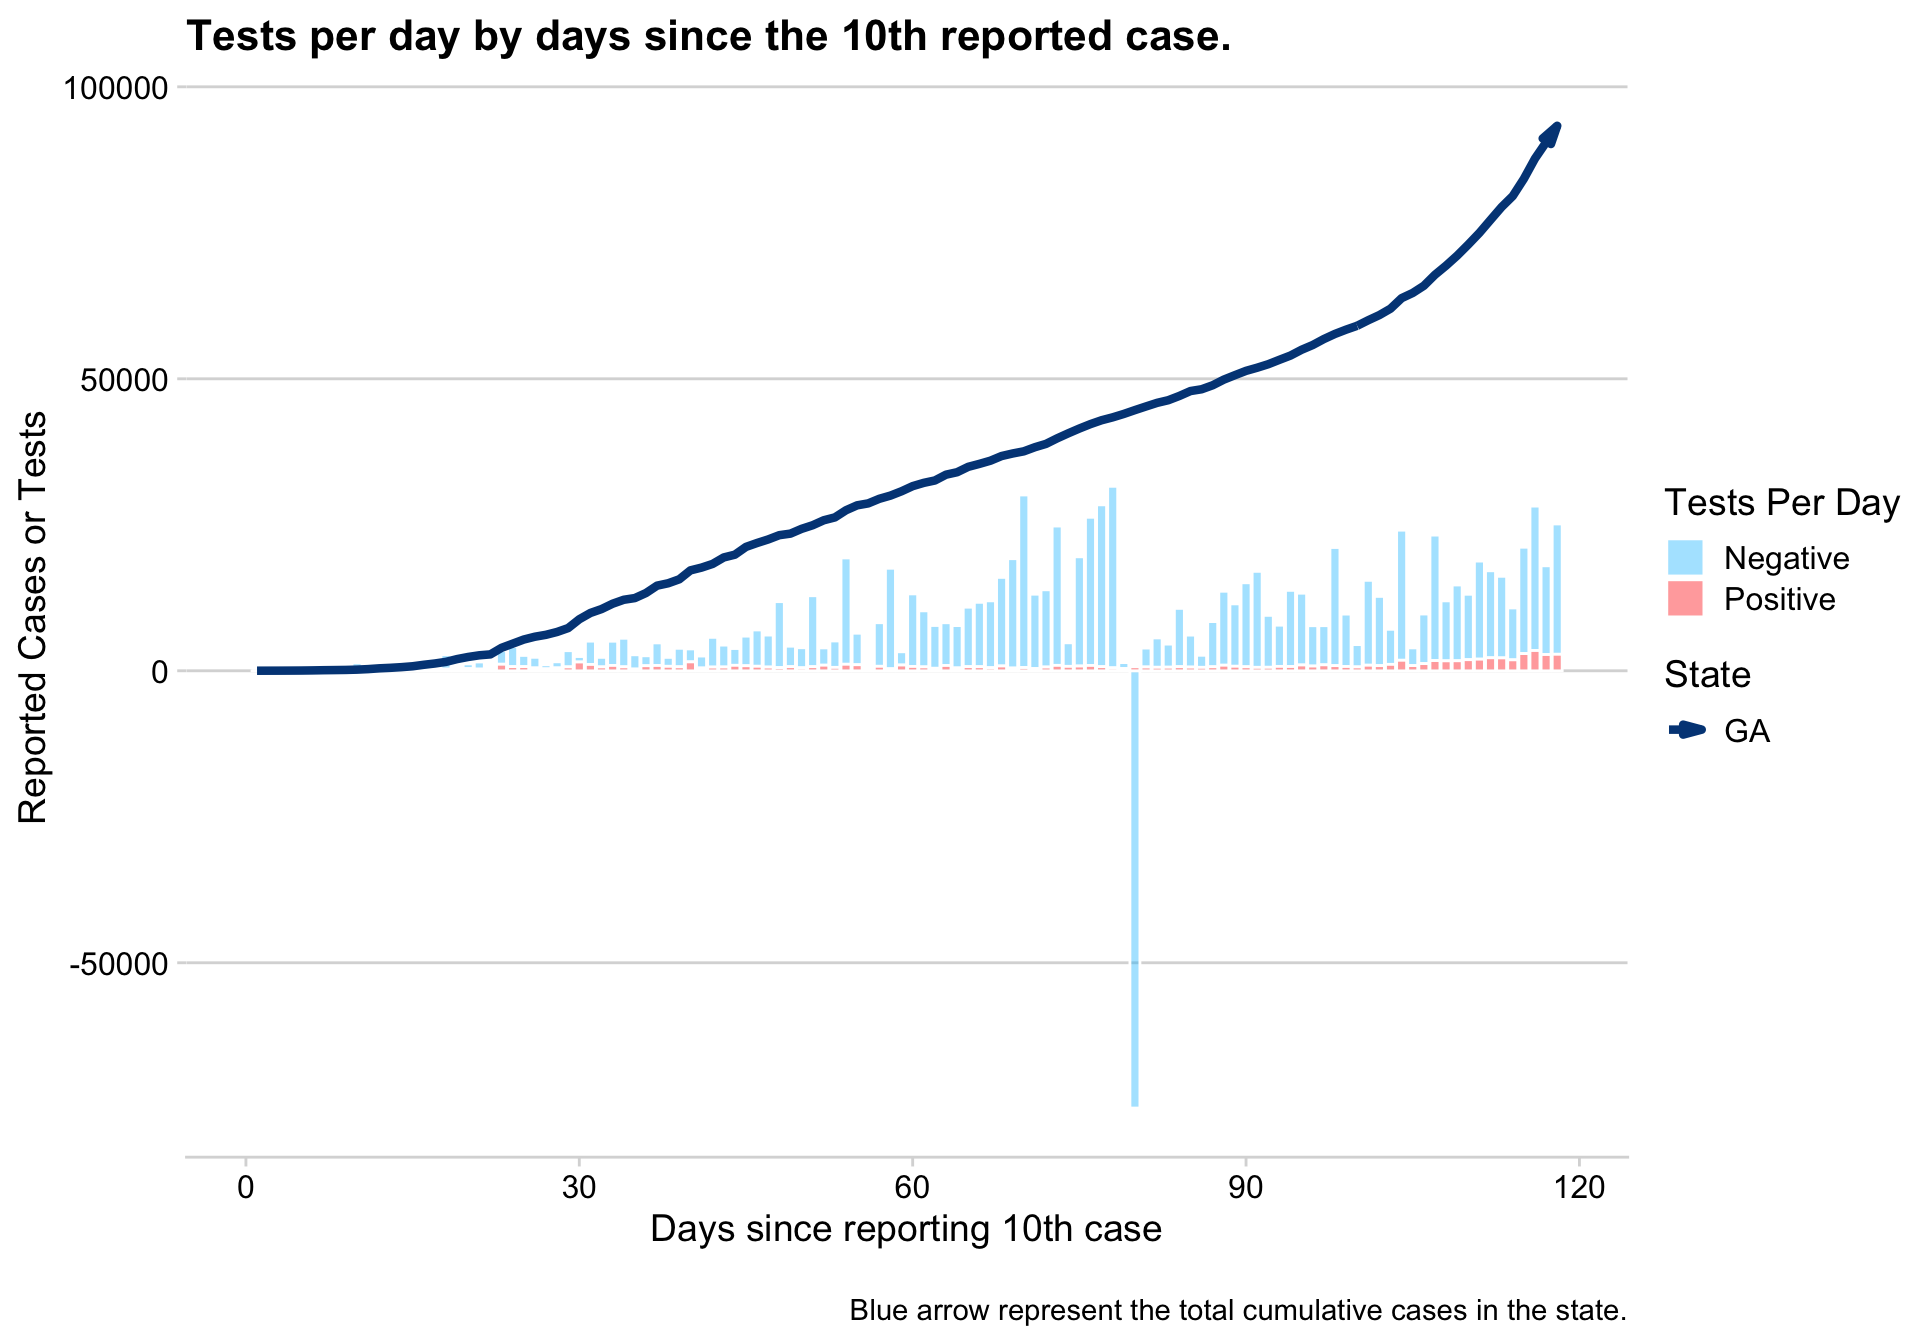 Tests per day by days since the 10th reported case.
100000
50000
0
-50000
Reported Cases or Tests
0 30 60 90 120
Days since reporting 10th case
Tests Per Day
Negative
Positive
State
GA
Blue arrow represent the total cumulative cases in the state.